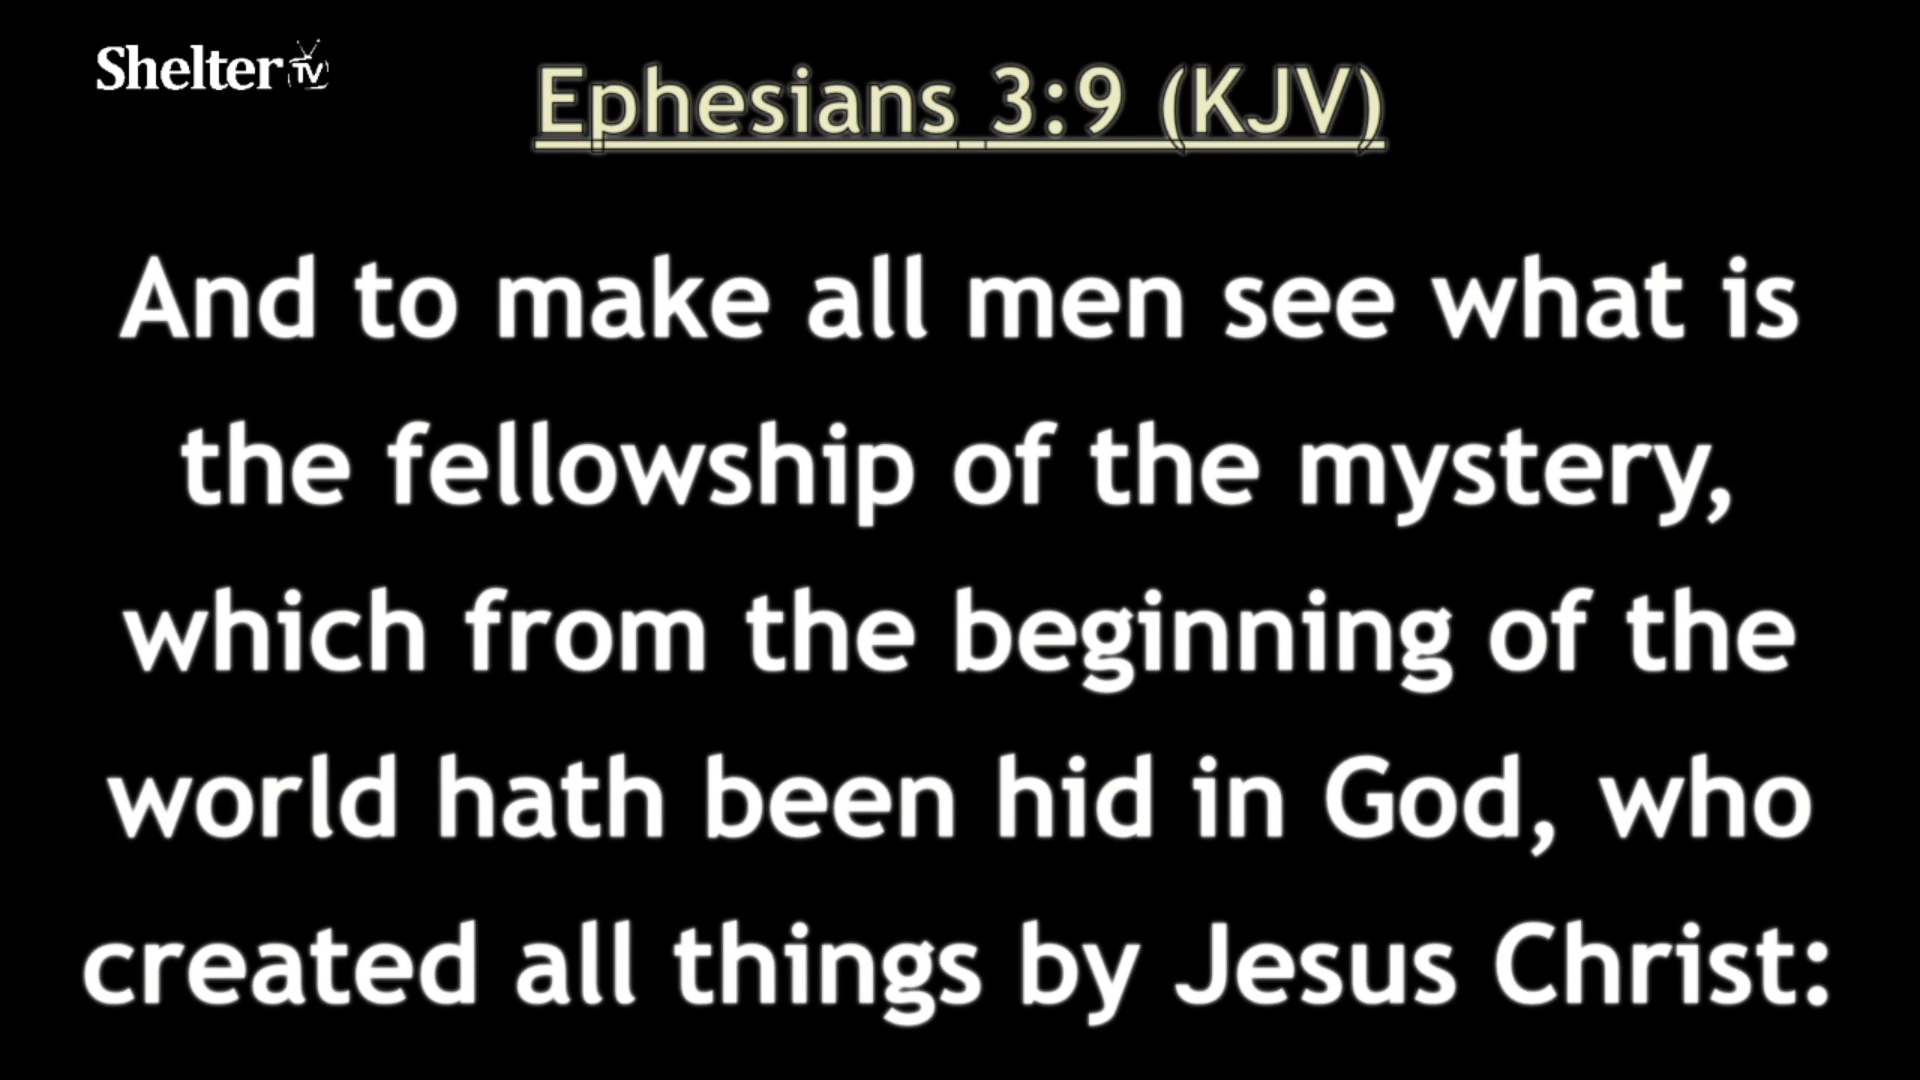 Shelter TV
Ephesians 3:9 (KJV)
And to make all men see what is
the fellowship of the mystery,
which from the beginning of the
world hath been hid in God, who
created all things by Jesus Christ: